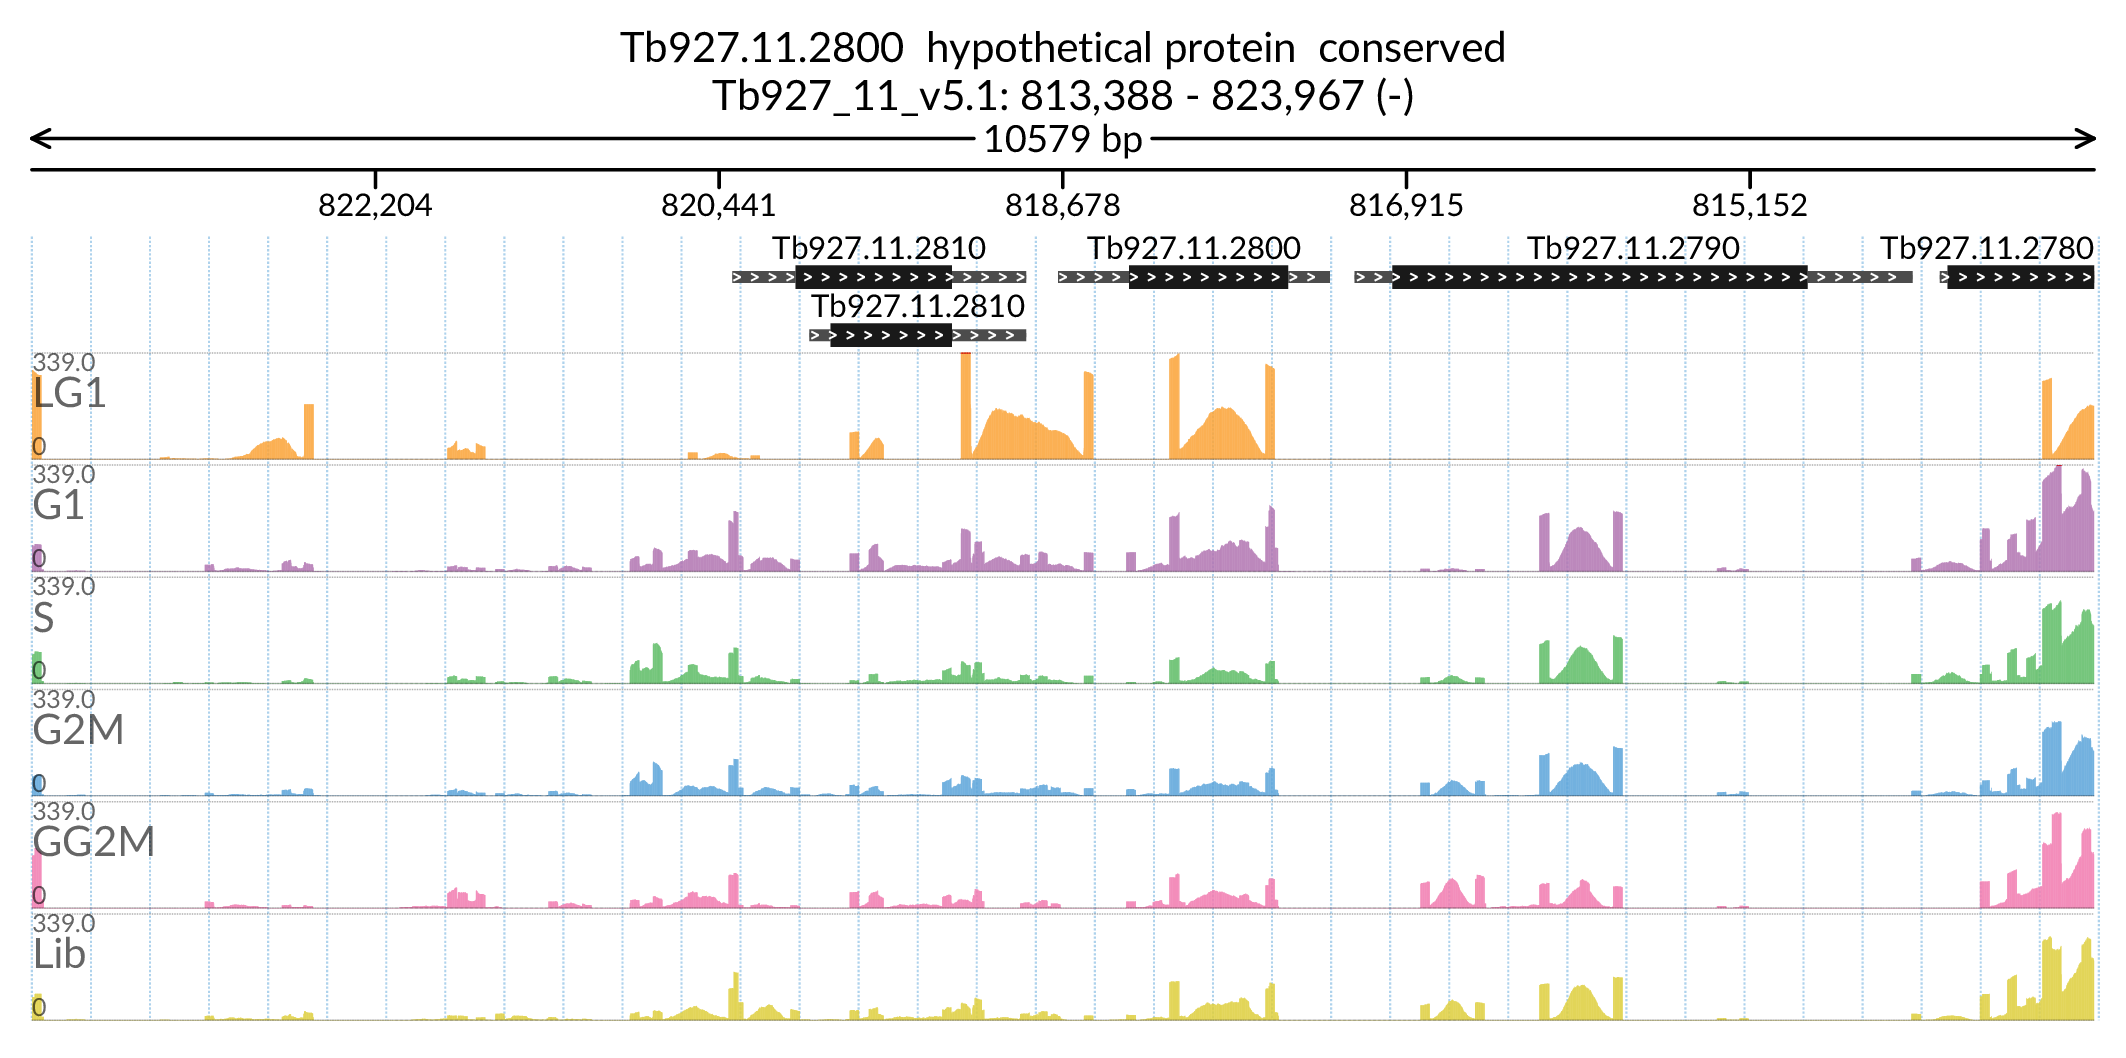 Tb927.11.2800 hypothetical protein conserved
Tb927_11_v5.1: 813,388 - 823,967 (-)
10579 bp
822,204 820,441 818,678 816,915 815,152
Tb927.11.2810 Tb927.11.2800 Tb927.11.2790 Tb927.11.2780
Tb927.11.2810
339.0
LG1
0
339.0
G1
0
339.0
S
0
339.0
G2M
0
339.0
GG2M
0
339.0
Lib
0